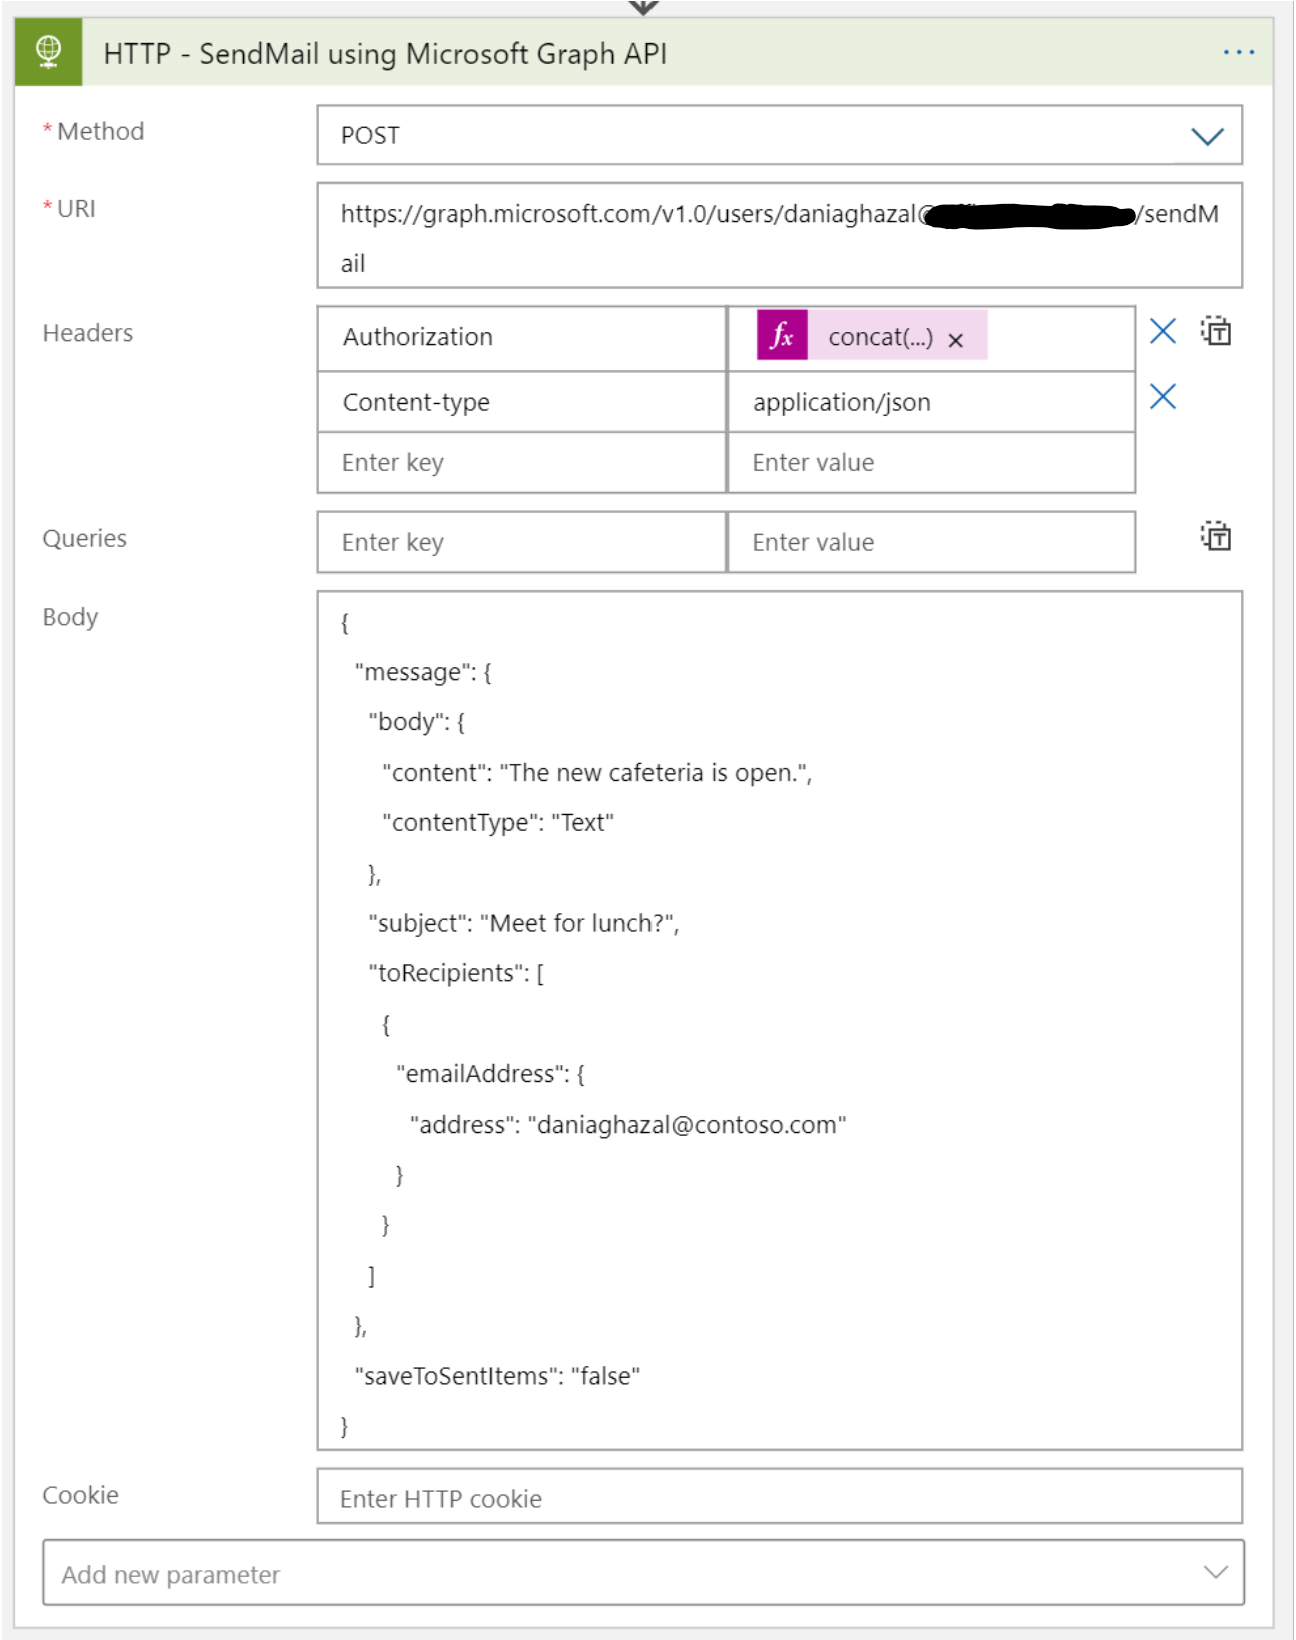 HTTP - SendMail using Microsoft Graph API
* Method
POST
* URI
https://graph.microsoft.com/v1.0/users/daniaghazal@ /sendM
ail
Headers
Authorization
fx concat(...) ×
Content-type
application/json
Enter key
Enter value
Queries
Enter key
Enter value
Body
{
"message": {
"body": {
"content": "The new cafeteria is open.",
"contentType": "Text"
},
"subject": "Meet for lunch?",
"toRecipients": [
{
"emailAddress": {
"address": "daniaghazal@contoso.com"
}
}
]
},
"saveToSentItems": "false"
}
Cookie
Enter HTTP cookie
Add new parameter